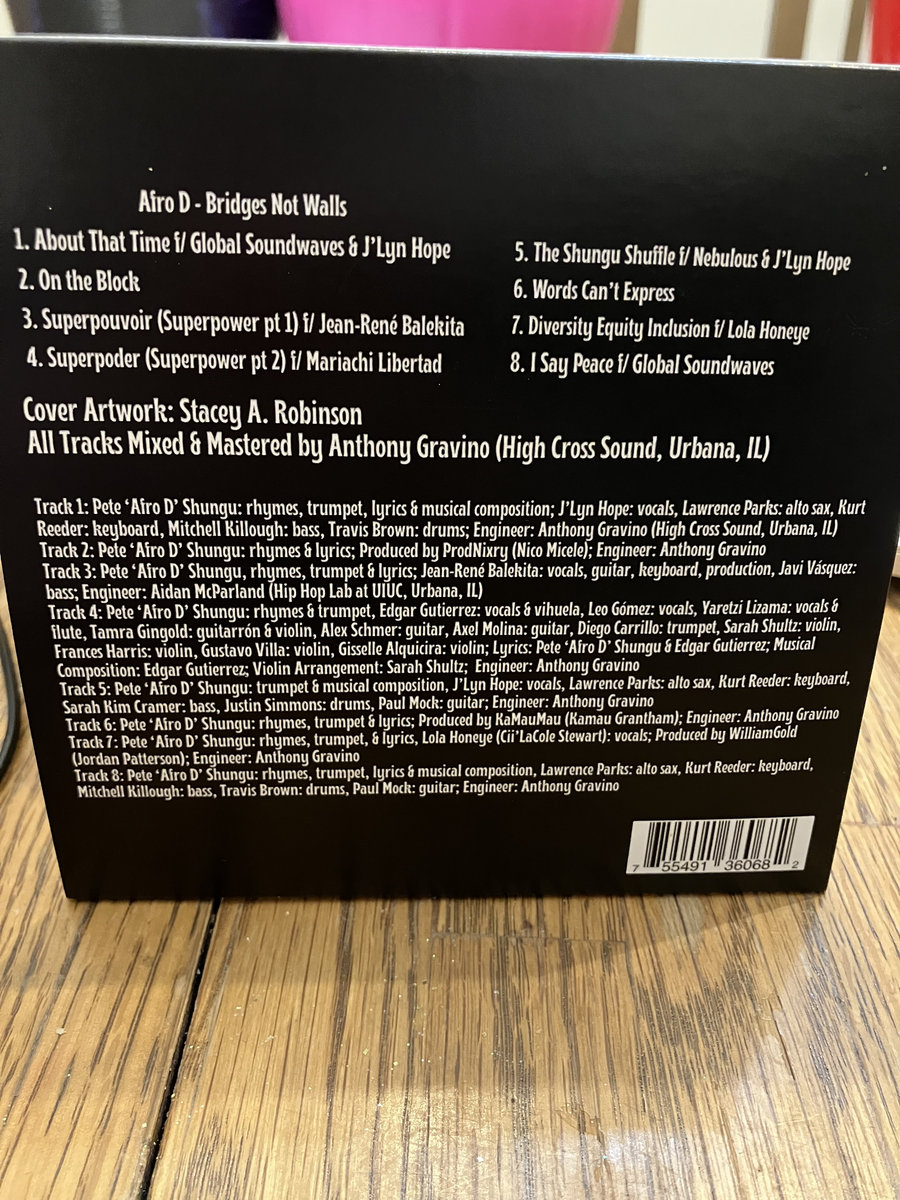 Afro D - Bridges Not Walls
1. About That Time f/ Global Soundwaves & J'Lyn Hope
2. On the Block
3. Superpouvoir (Superpower pt 1) f/ Jean-René Balekita
4. Superpoder (Superpower pt 2) f/ Mariachi Libertad
5. The Shungu Shuffle f/ Nebulous & J'Lyn Hope
6. Words Can't Express
7. Diversity Equity Inclusion f/ Lola Honeye
8. I Say Peace f/ Global Soundwaves
Cover Artwork: Stacey A. Robinson
All Tracks Mixed & Mastered by Anthony Gravino (High Cross Sound, Urbana, IL)
Track 1: Pete 'Afro D' Shungu: rhymes, trumpet, lyrics & musical composition; J'Lyn Hope: vocals, Lawrence Parks: alto sax, Kurt
Reeder: keyboard, Mitchell Killough: bass, Travis Brown: drums; Engineer: Anthony Gravino (High Cross Sound, Urbana, IL)
Track 2: Pete 'Afro D' Shungu: rhymes & lyrics; Produced by ProdNixry (Nico Micele); Engineer: Anthony Gravino
Track 3: Pete 'Afro D' Shungu, rhymes, trumpet & lyrics; Jean-René Balekita: vocals, guitar, keyboard, production, Javi Vásquez:
bass; Engineer: Aidan McParland (Hip Hop Lab at UIUC, Urbana, IL)
Track 4: Pete 'Afro D' Shungu: rhymes & trumpet, Edgar Gutierrez: vocals & vihuela, Leo Gómez: vocals, Yaretzi Lizama: vocals &
flute, Tamra Gingold: guitarrón & violin, Alex Schmer: guitar, Axel Molina: guitar, Diego Carrillo: trumpet, Sarah Shultz: violin,
Frances Harris: violin, Gustavo Villa: violin, Gisselle Alquicira: violin; Lyrics: Pete 'Afro D' Shungu & Edgar Gutierrez; Musical
Composition: Edgar Gutierrez; Violin Arrangement: Sarah Shultz; Engineer: Anthony Gravino
Track 5: Pete 'Afro D' Shungu: trumpet & musical composition, J'Lyn Hope: vocals, Lawrence Parks: alto sax, Kurt Reeder: keyboard,
Sarah Kim Cramer: bass, Justin Simmons: drums, Paul Mock: guitar; Engineer: Anthony Gravino
Track 6: Pete 'Afro D' Shungu: rhymes, trumpet & lyrics; Produced by KaMauMau (Kamau Grantham); Engineer: Anthony Gravino
Track 7: Pete 'Afro D' Shungu: rhymes, trumpet, & lyrics, Lola Honeye (Cii'LaCole Stewart): vocals; Produced by WilliamGold
(Jordan Patterson); Engineer: Anthony Gravino
Track 8: Pete 'Afro D' Shungu: rhymes, trumpet, lyrics & musical composition, Lawrence Parks: alto sax, Kurt Reeder: keyboard,
Mitchell Killough: bass, Travis Brown: drums, Paul Mock: guitar; Engineer: Anthony Gravino
7 55491 36068 2